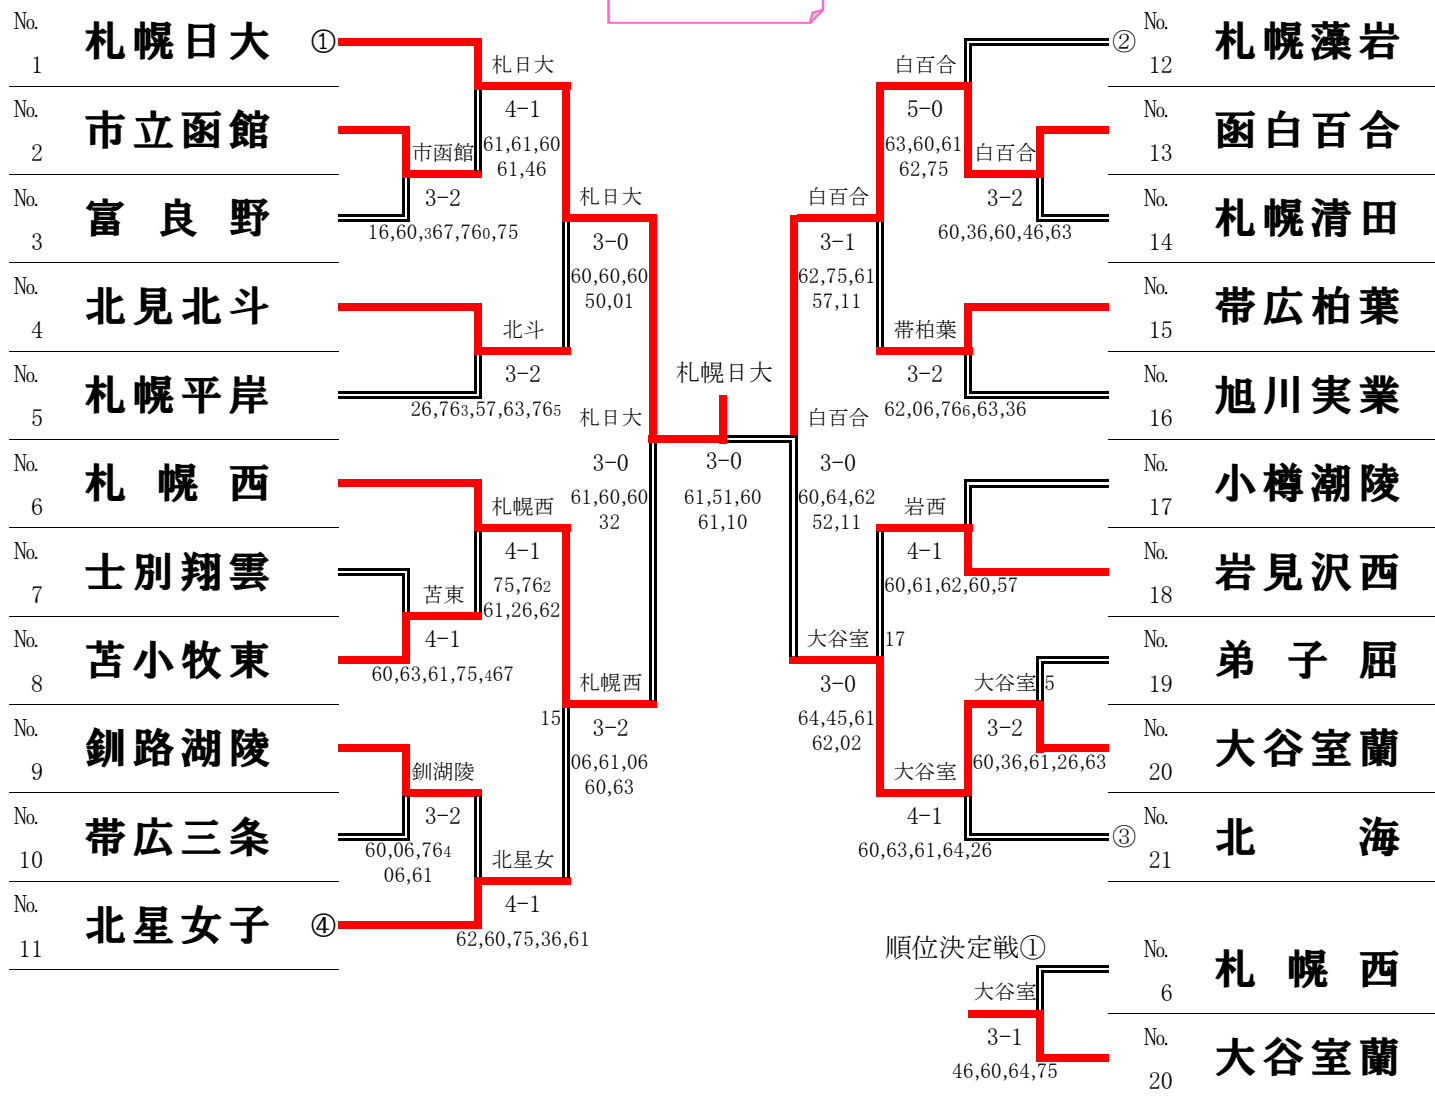 No. 1 札幌日大 ①
No. 2 市立函館
No. 3 富良野
No. 4 北見北斗
No. 5 札幌平岸
No. 6 札幌西
No. 7 士別翔雲
No. 8 苫小牧東
No. 9 釧路湖陵
No. 10 帯広三条
No. 11 北星女子 ④
市函館
3-2
16,60,367,760,75
苫東
4-1
60,63,61,75,467
釧湖陵
3-2
60,06,764
06,61
札日大
4-1
61,61,60
61,46
北斗
3-2
26,763,57,63,765
札幌西
4-1
75,762
61,26,62
北星女
4-1
62,60,75,36,61
札日大
3-0
60,60,60
50,01
札幌西
15
3-2
06,61,06
60,63
札日大
3-0
61,60,60
32
札幌日大
3-0
61,51,60
61,10
白百合
3-0
60,64,62
52,11
白百合
3-1
62,75,61
57,11
大谷室
17
3-0
64,45,61
62,02
白百合
5-0
63,60,61
62,75
帯柏葉
3-2
62,06,766,63,36
岩西
4-1
60,61,62,60,57
大谷室
4-1
60,63,61,64,26
白百合
3-2
60,36,60,46,63
大谷室
5
3-2
60,36,61,26,63
② No. 12 札幌藻岩
No. 13 函白百合
No. 14 札幌清田
No. 15 帯広柏葉
No. 16 旭川実業
No. 17 小樽潮陵
No. 18 岩見沢西
No. 19 弟子屈
No. 20 大谷室蘭
③ No. 21 北海
順位決定戦①
大谷室
3-1
46,60,64,75
No. 6 札幌西
No. 20 大谷室蘭